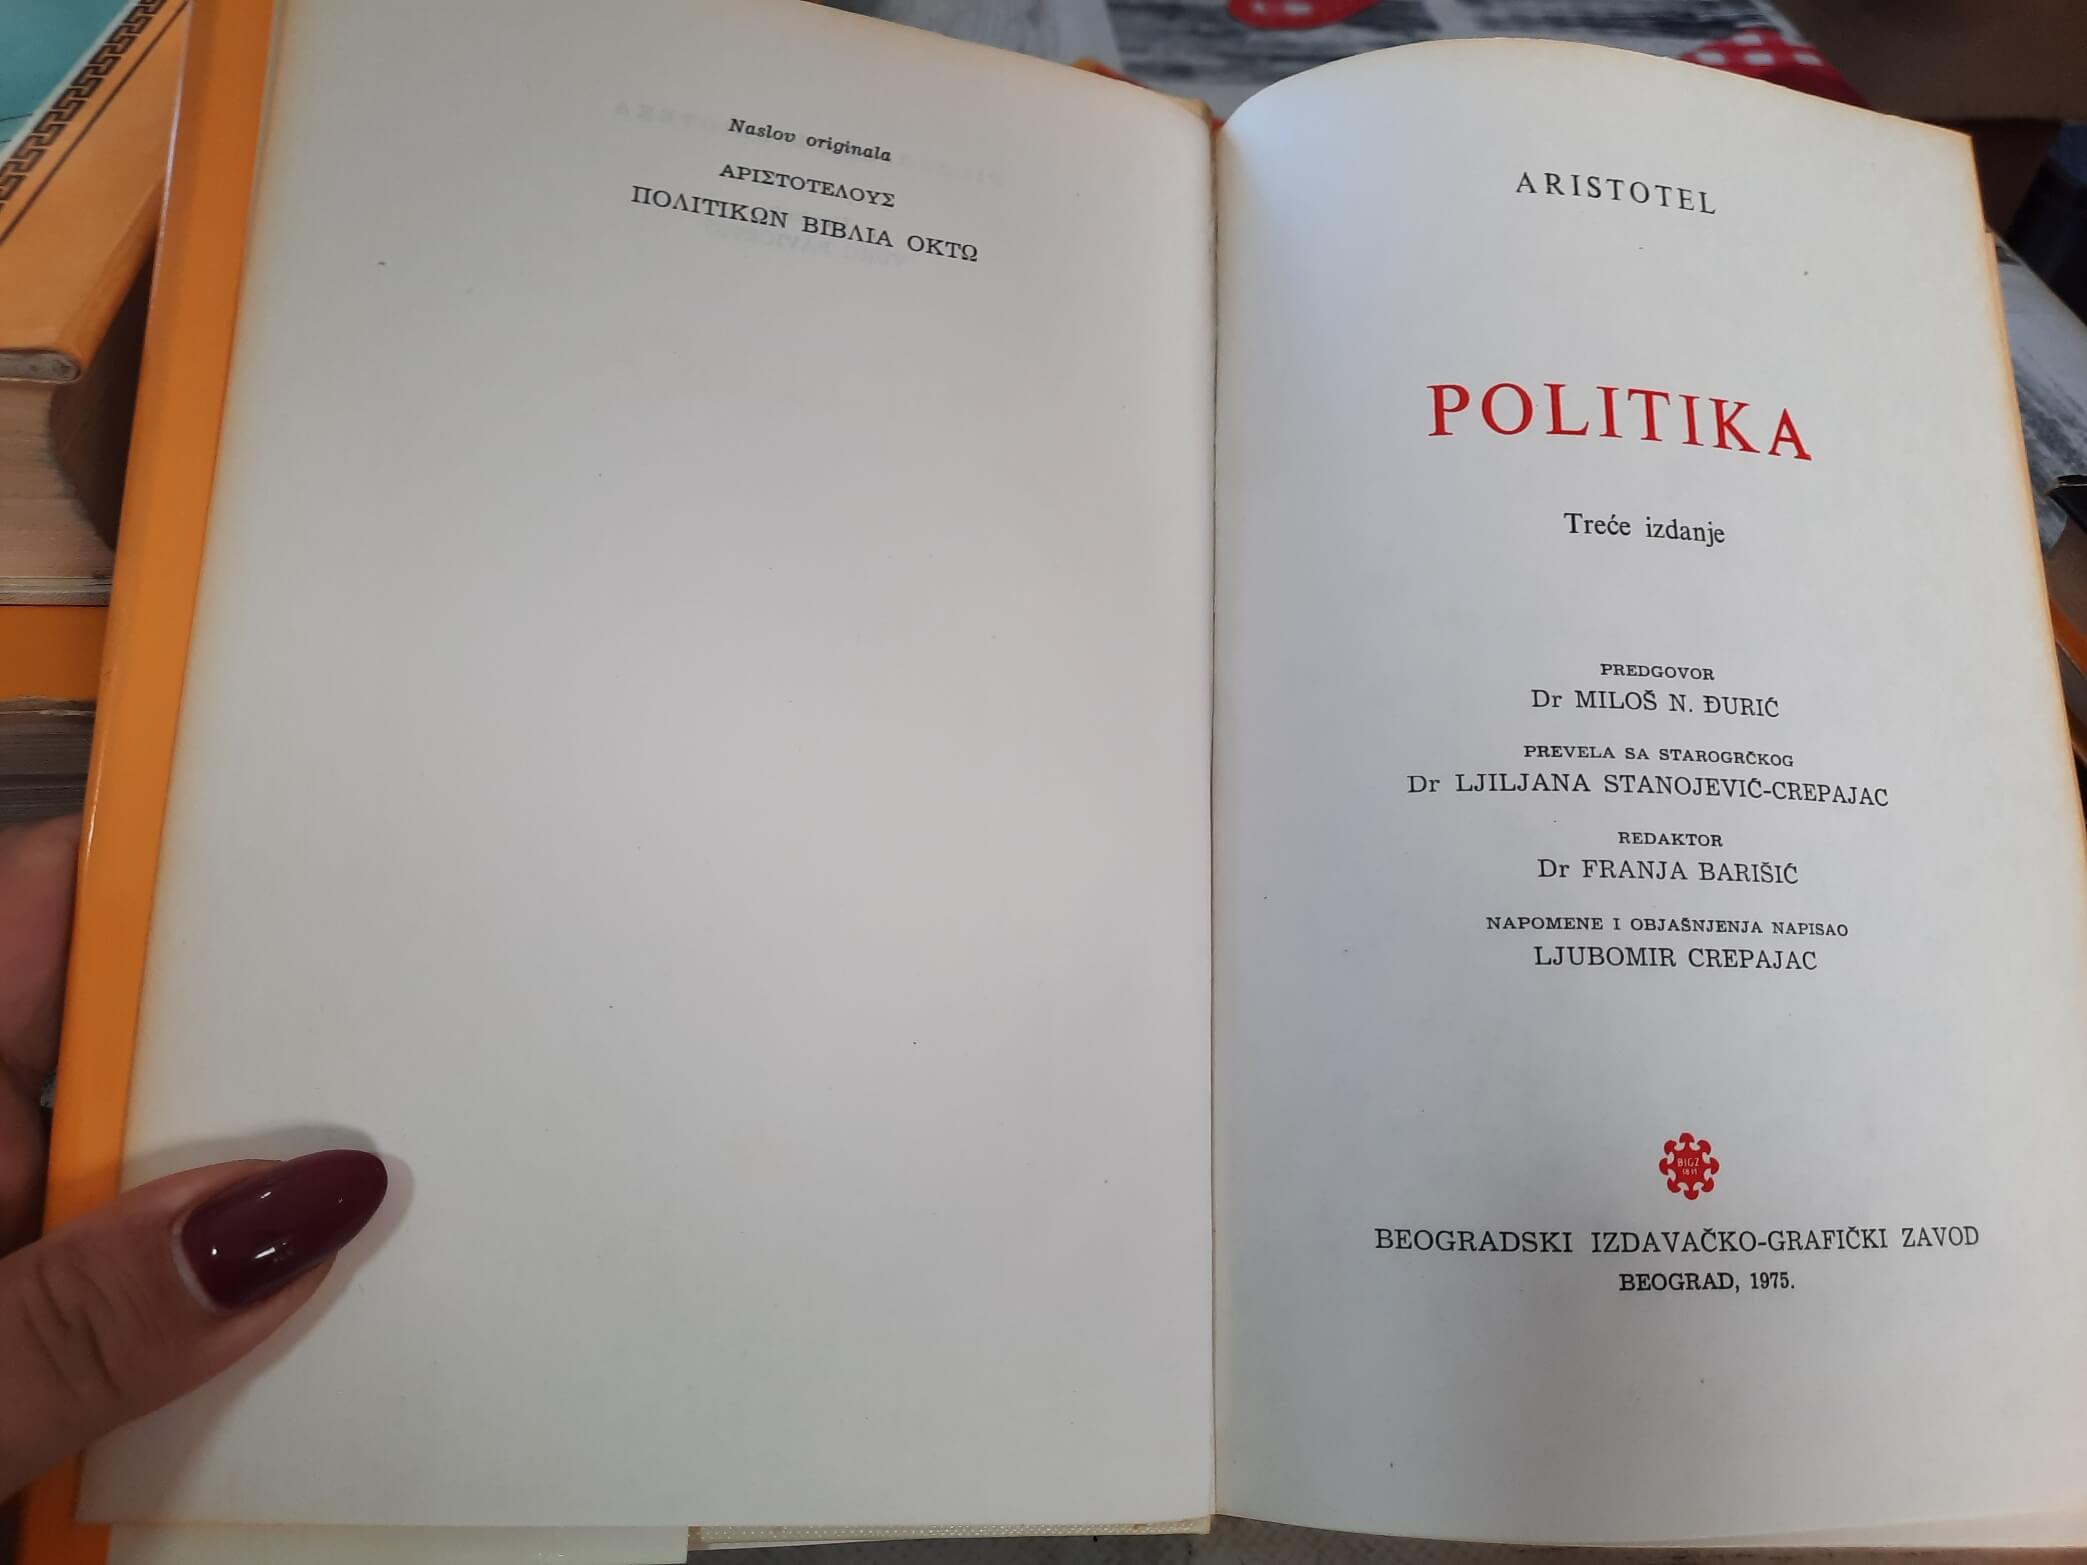 Naslov originala
ΑΡΙΣΤΟΤΕΛΟΥΣ
ΠΟΛΙΤΙΚΩΝ ΒΙΒΛΙΑ ΟΚΤΩ
ARISTOTEL
POLITIKA
Treće izdanje
PREDGOVOR
Dr MILOŠ N. ĐURIĆ
PREVELA SA STAROGRČKOG
Dr LJILJANA STANOJEVIĆ-CREPAJAC
REDAKTOR
Dr FRANJA BARIŠIĆ
NAPOMENE I OBJAŠNJENJA NAPISAO
LJUBOMIR CREPAJAC
BIGZ
BEOGRADSKI IZDAVAČKO-GRAFIČKI ZAVOD
BEOGRAD, 1975.